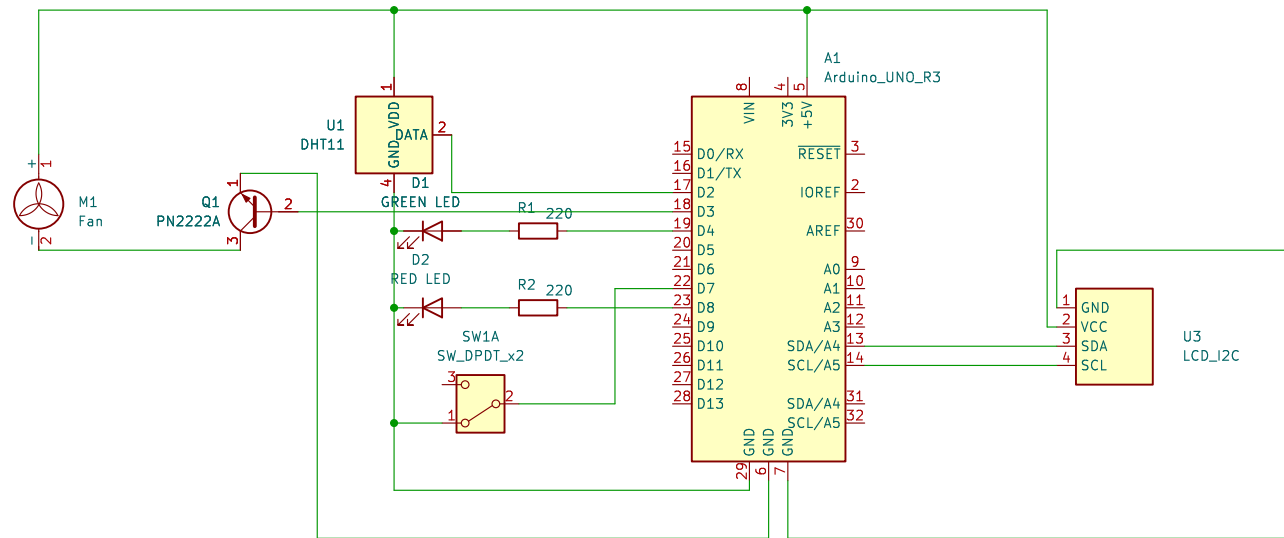 A1
Arduino_UNO_R3
8
4
5
VIN
3V3
+5V
1
U1
DHT11
VDD
GND
DATA
2
4
15 D0/RX
16 D1/TX
17 D2
18 D3
19 D4
20 D5
21 D6
22 D7
23 D8
24 D9
25 D10
26 D11
27 D12
28 D13
RESET 3
IOREF 2
AREF 30
A0 9
A1 10
A2 11
A3 12
SDA/A4 13
SCL/A5 14
SDA/A4 31
SCL/A5 32
GND
GND
GND
29
6
7
+
1
M1
Fan
-
2
1
Q1
PN2222A
2
3
D1
GREEN LED
R1
220
D2
RED LED
R2
220
SW1A
SW_DPDT_x2
3
2
1
1 GND
2 VCC
3 SDA
4 SCL
U3
LCD_I2C